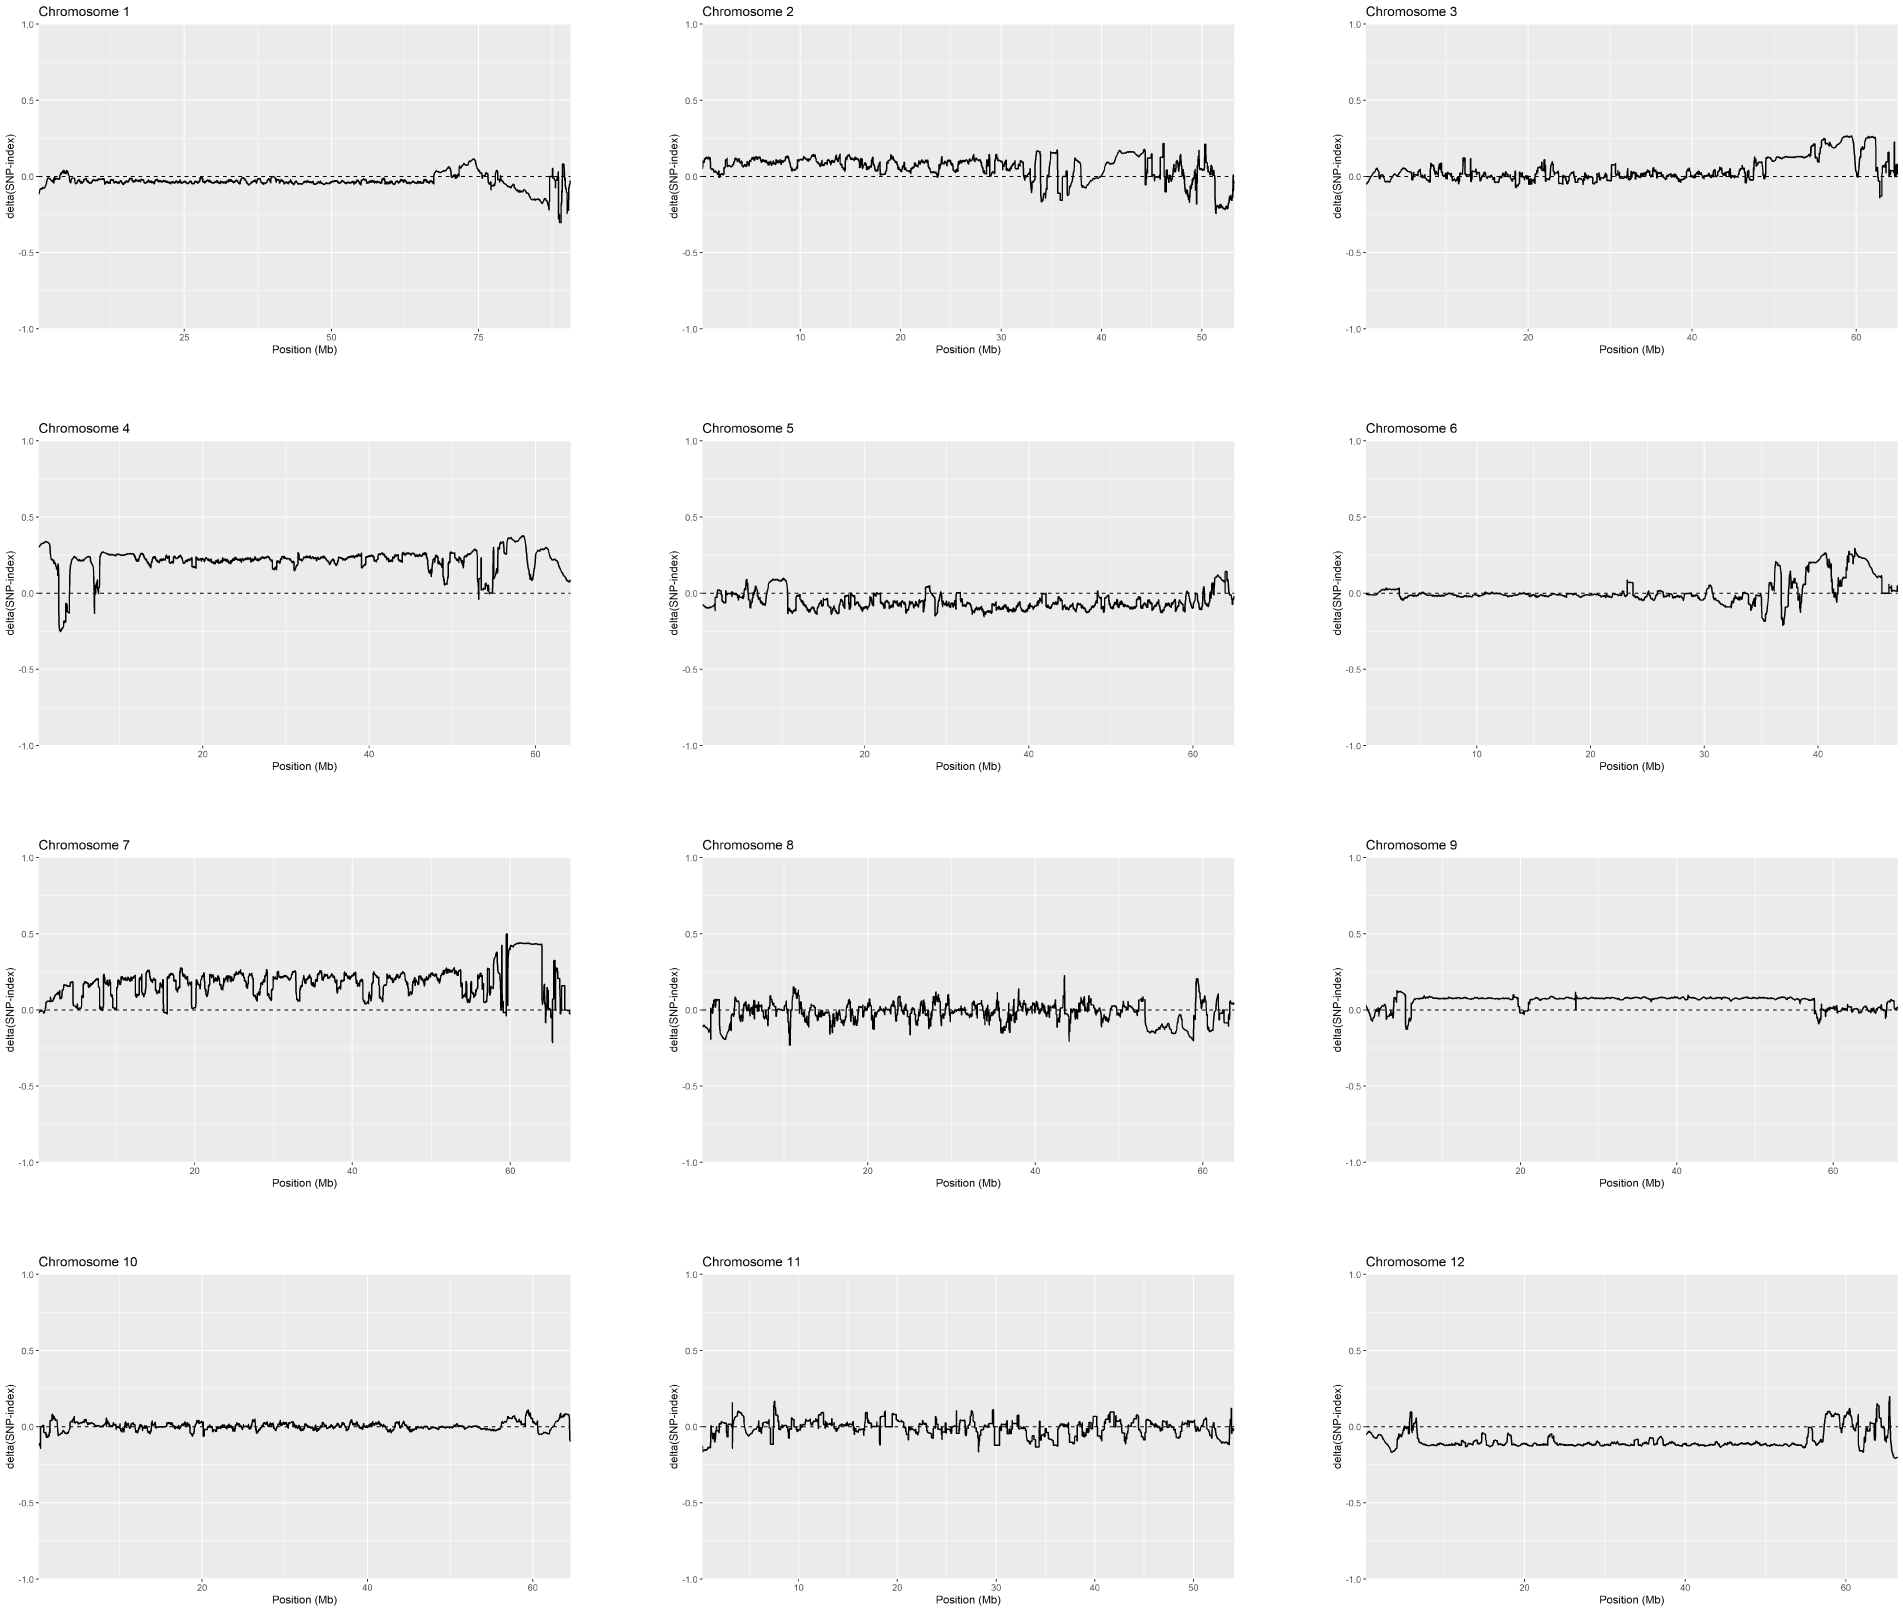 Chromosome 1
1.0
0.5
0.0
-0.5
-1.0
delta(SNP-index)
25 50 75
Position (Mb)
Chromosome 2
1.0
0.5
0.0
-0.5
-1.0
delta(SNP-index)
10 20 30 40 50
Position (Mb)
Chromosome 3
1.0
0.5
0.0
-0.5
-1.0
delta(SNP-index)
20 40 60
Position (Mb)
Chromosome 4
1.0
0.5
0.0
-0.5
-1.0
delta(SNP-index)
20 40 60
Position (Mb)
Chromosome 5
1.0
0.5
0.0
-0.5
-1.0
delta(SNP-index)
20 40 60
Position (Mb)
Chromosome 6
1.0
0.5
0.0
-0.5
-1.0
delta(SNP-index)
10 20 30 40
Position (Mb)
Chromosome 7
1.0
0.5
0.0
-0.5
-1.0
delta(SNP-index)
20 40 60
Position (Mb)
Chromosome 8
1.0
0.5
0.0
-0.5
-1.0
delta(SNP-index)
20 40 60
Position (Mb)
Chromosome 9
1.0
0.5
0.0
-0.5
-1.0
delta(SNP-index)
20 40 60
Position (Mb)
Chromosome 10
1.0
0.5
0.0
-0.5
-1.0
delta(SNP-index)
20 40 60
Position (Mb)
Chromosome 11
1.0
0.5
0.0
-0.5
-1.0
delta(SNP-index)
10 20 30 40 50
Position (Mb)
Chromosome 12
1.0
0.5
0.0
-0.5
-1.0
delta(SNP-index)
20 40 60
Position (Mb)